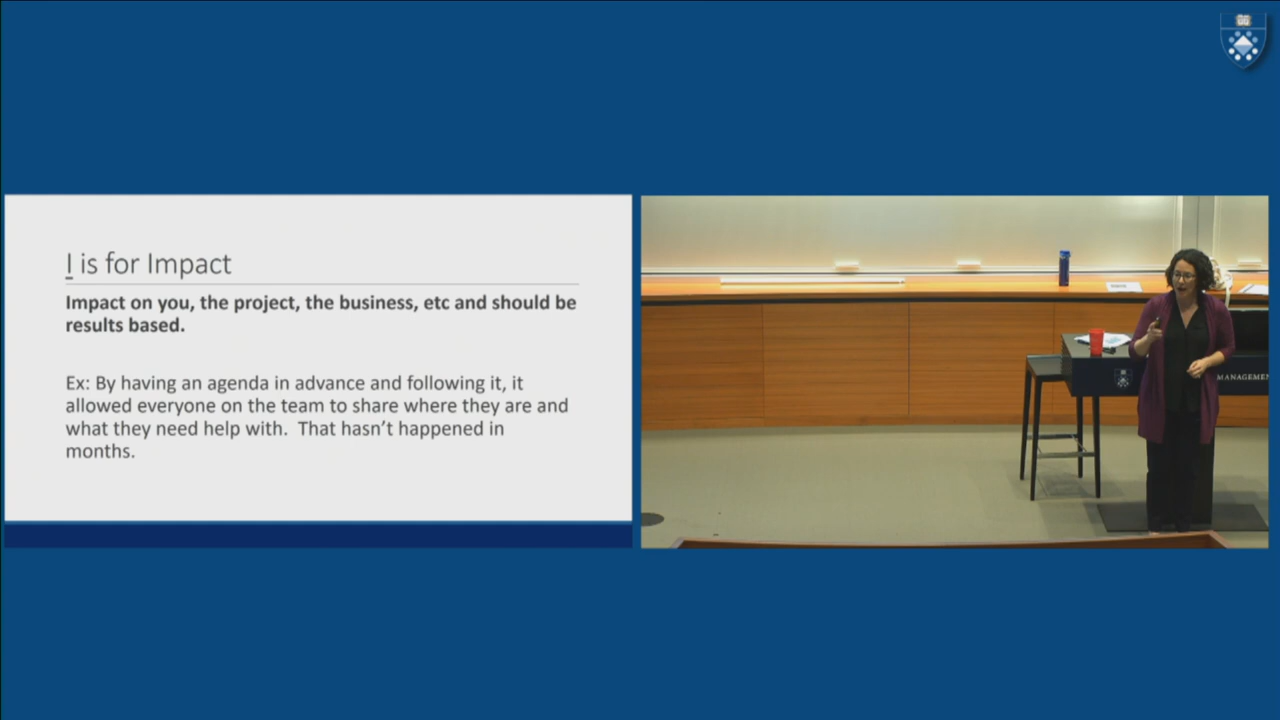 I is for Impact
Impact on you, the project, the business, etc and should be
results based.
Ex: By having an agenda in advance and following it, it
allowed everyone on the team to share where they are and
what they need help with.  That hasn't happened in
months.
MANAGEMEN